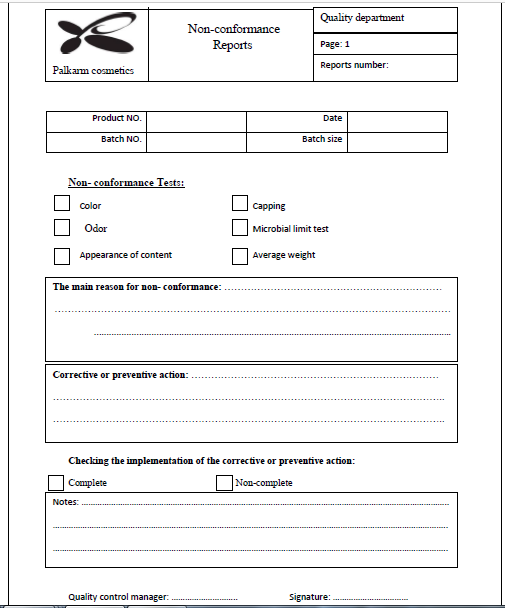 Non-conformance
Reports
Quality department
Page: 1
Reports number:
Palkarm cosmetics
Product NO.
Date
Batch NO.
Batch size
Non- conformance Tests:
Color
Capping
Odor
Microbial limit test
Appearance of content
Average weight
The main reason for non- conformance: ................................................................
................................................................
................................................................
Corrective or preventive action: ................................................................
................................................................
................................................................
Checking the implementation of the corrective or preventive action:
Complete
Non-complete
Notes: ................................................................
................................................................
................................................................
Quality control manager: ........................
Signature: ........................